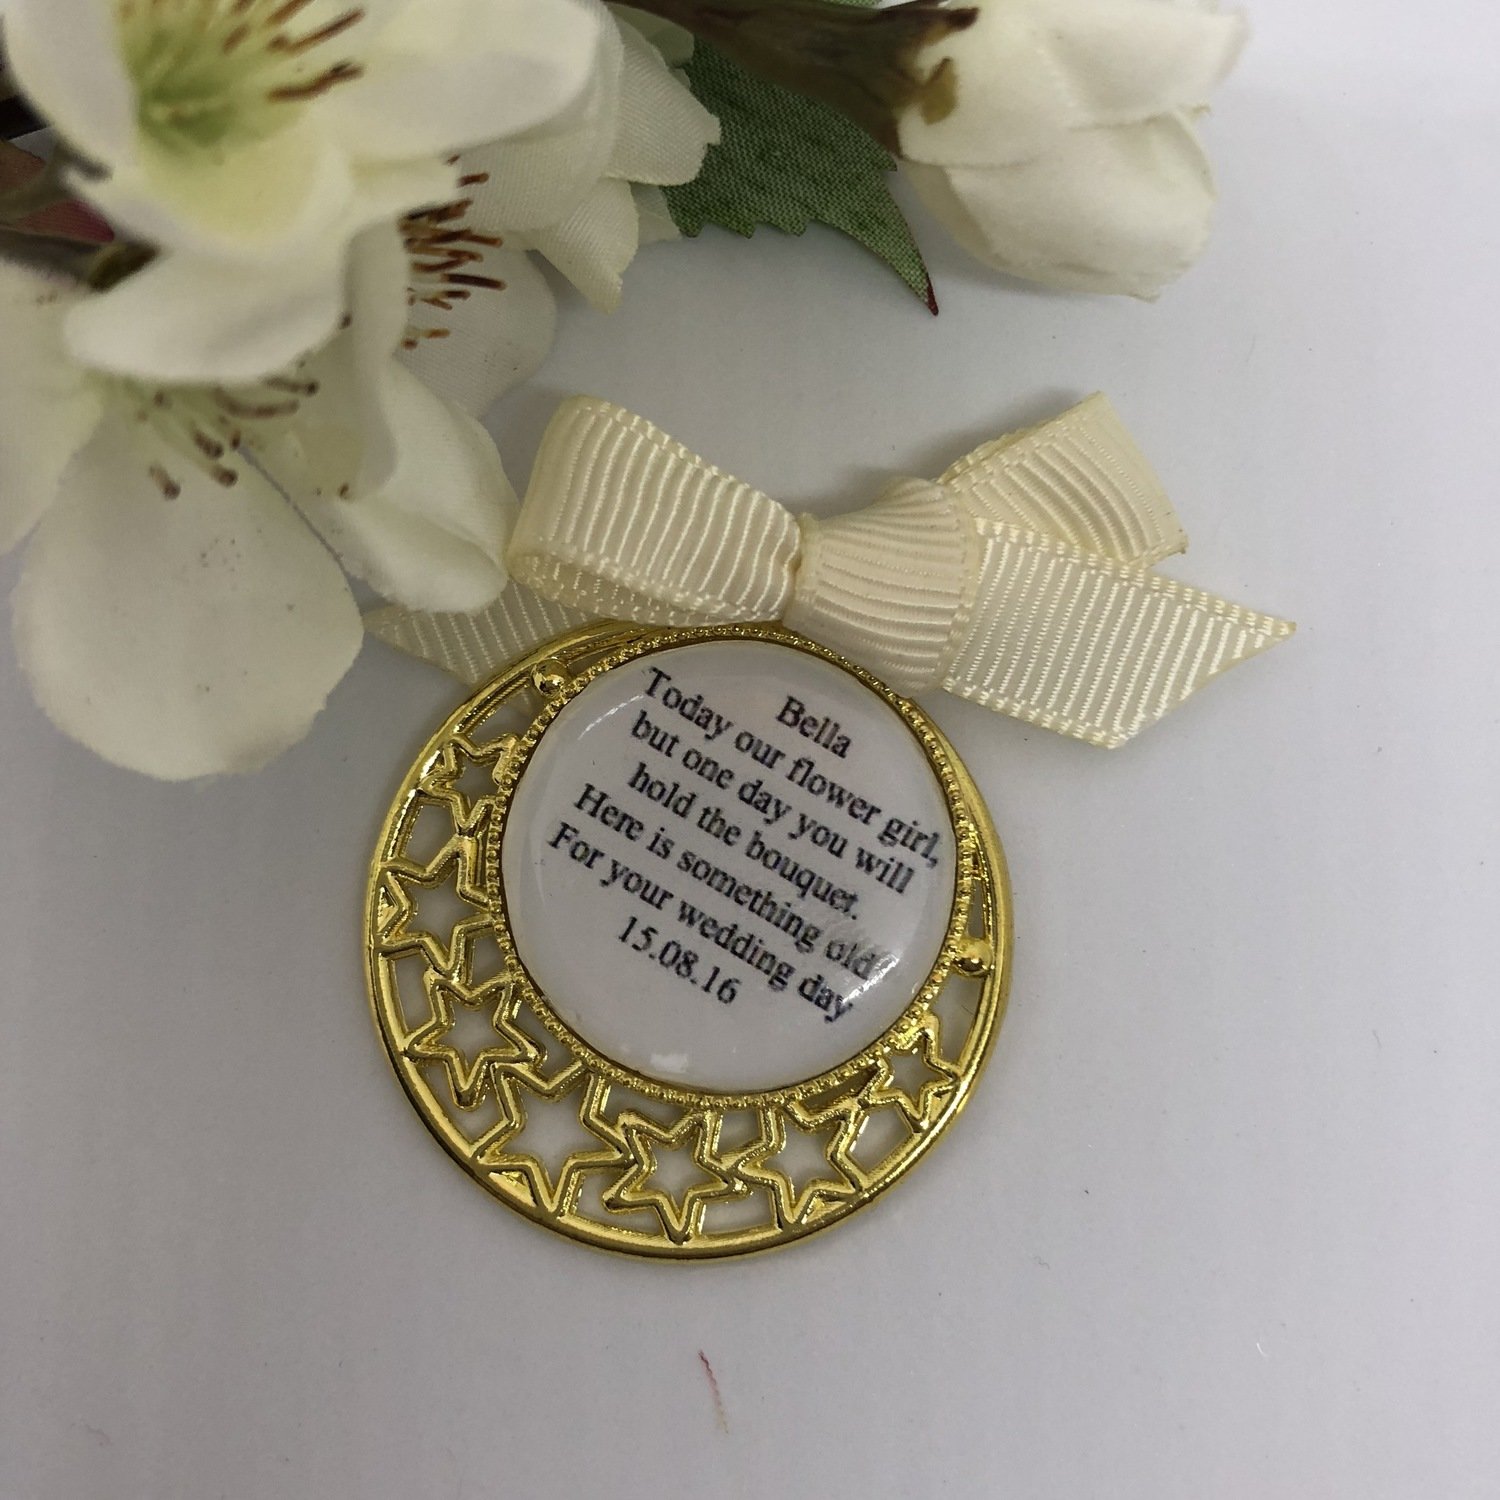 Bella
Today our flower girl,
but one day you will
hold the bouquet.
Here is something old
For your wedding day
15.08.16